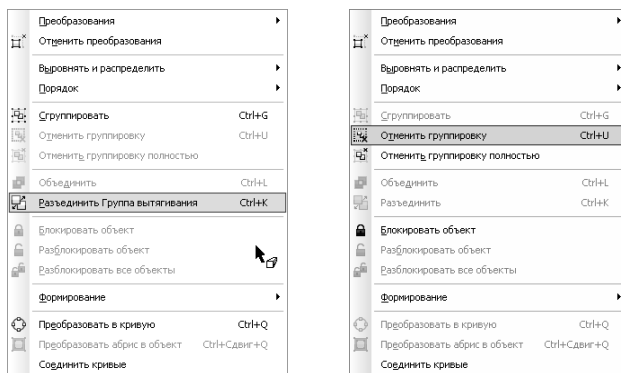 Преобразования
Отменить преобразования
Выровнять и распределить
Порядок
Сгруппировать Ctrl+G
Отменить группировку Ctrl+U
Отменить группировку полностью
Объединить Ctrl+L
Разъединить Группа вытягивания Ctrl+K
Блокировать объект
Разблокировать объект
Разблокировать все объекты
Формирование
Преобразовать в кривую Ctrl+Q
Преобразовать абрис в объект Ctrl+Сдвиг+Q
Соединить кривые
Преобразования
Отменить преобразования
Выровнять и распределить
Порядок
Сгруппировать Ctrl+G
Отменить группировку Ctrl+U
Отменить группировку полностью
Объединить Ctrl+L
Разъединить Ctrl+K
Блокировать объект
Разблокировать объект
Разблокировать все объекты
Формирование
Преобразовать в кривую Ctrl+Q
Преобразовать абрис в объект Ctrl+Сдвиг+Q
Соединить кривые